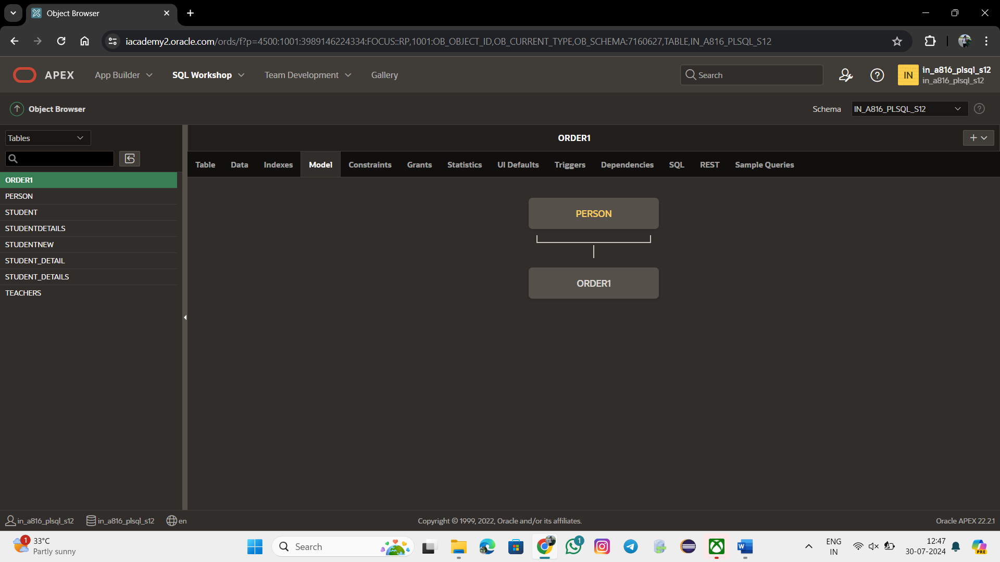 Object Browser
iacademy2.oracle.com/ords/f?p=4500:1001:3989146224334:FOCUS::RP,1001:OB_OBJECT_ID,OB_CURRENT_TYPE,OB_SCHEMA:7160627,TABLE,IN_A816_PLSQL_S12
APEX App Builder SQL Workshop Team Development Gallery Search IN in_a816_plsql_s12
in_a816_plsql_s12
Object Browser Schema IN_A816_PLSQL_S12
Tables ORDER1
Table Data Indexes Model Constraints Grants Statistics UI Defaults Triggers Dependencies SQL REST Sample Queries
ORDER1
PERSON
STUDENT
STUDENTDETAILS
STUDENTNEW
STUDENT_DETAIL
STUDENT_DETAILS
TEACHERS
PERSON
ORDER1
in_a816_plsql_s12 in_a816_plsql_s12 en Copyright © 1999, 2022, Oracle and/or its affiliates. Oracle APEX 22.2.1
1 33°C
Partly sunny
Search
1
ENG
IN
12:47
30-07-2024
PRE